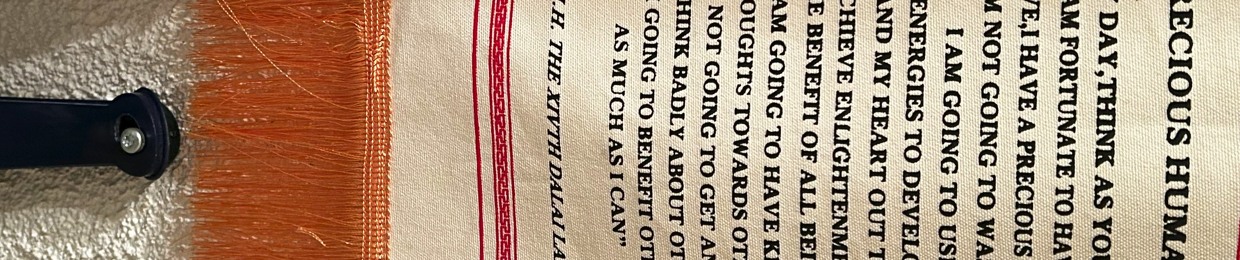 RECIOUS HUMA
DAY, THINK AS YOU
AM FORTUNATE TO HAV
VE, I HAVE A PRECIOUS
M NOT GOING TO WA
I AM GOING TO USE
ENERGIES TO DEVELO
AND MY HEART OUT T
CHIEVE ENLIGHTENME
E BENEFIT OF ALL BEI
AM GOING TO HAVE KI
OUGHTS TOWARDS OT
NOT GOING TO GET AN
HINK BADLY ABOUT OT
GOING TO BENEFIT OTH
AS MUCH AS I CAN”
.H. THE XIVTH DALAI LA